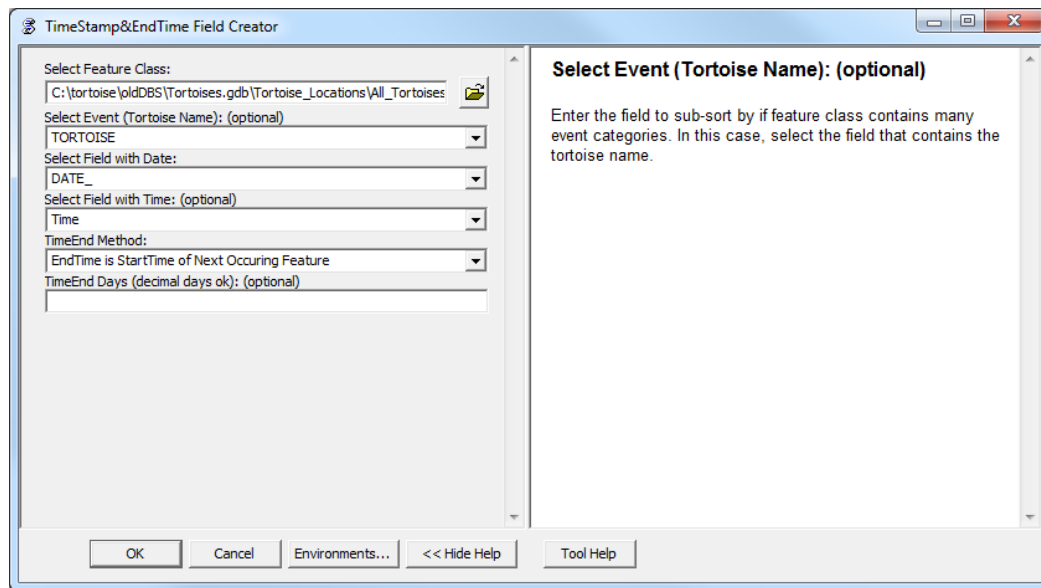 TimeStamp&EndTime Field Creator
Select Feature Class:
C:\tortoise\oldDBS\Tortoises.gdb\Tortoise_Locations\All_Tortoises
Select Event (Tortoise Name): (optional)
TORTOISE
Select Field with Date:
DATE_
Select Field with Time: (optional)
Time
TimeEnd Method:
EndTime is StartTime of Next Occuring Feature
TimeEnd Days (decimal days ok): (optional)
Select Event (Tortoise Name): (optional)
Enter the field to sub-sort by if feature class contains many
event categories. In this case, select the field that contains the
tortoise name.
OK
Cancel
Environments...
<< Hide Help
Tool Help